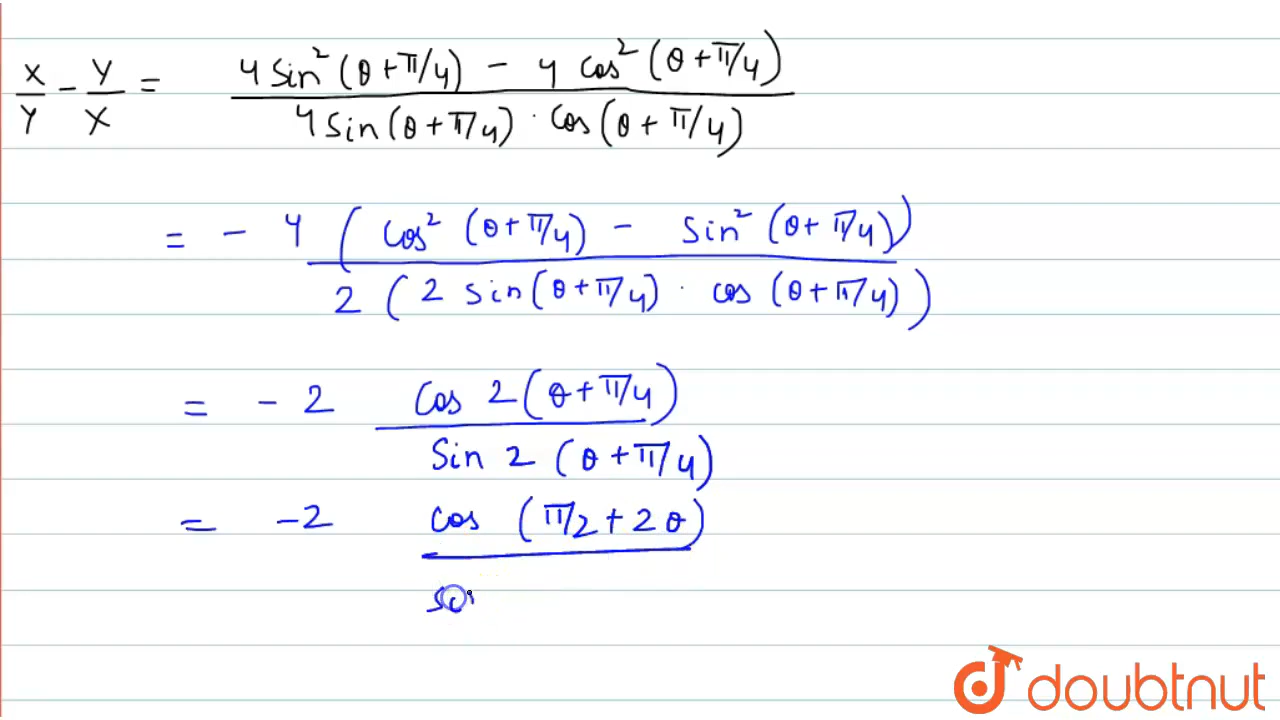 X/Y - Y/X = (4 Sin² (θ + π/4) - 4 cos² (θ + π/4)) / (4 Sin (θ + π/4) · cos (θ + π/4))
= - 4 (cos² (θ + π/4) - sin² (θ + π/4)) / 2 (2 sin (θ + π/4) · cos (θ + π/4))
= - 2 cos 2 (θ + π/4) / Sin 2 (θ + π/4)
= -2 cos (π/2 + 2θ) /
doubtnut